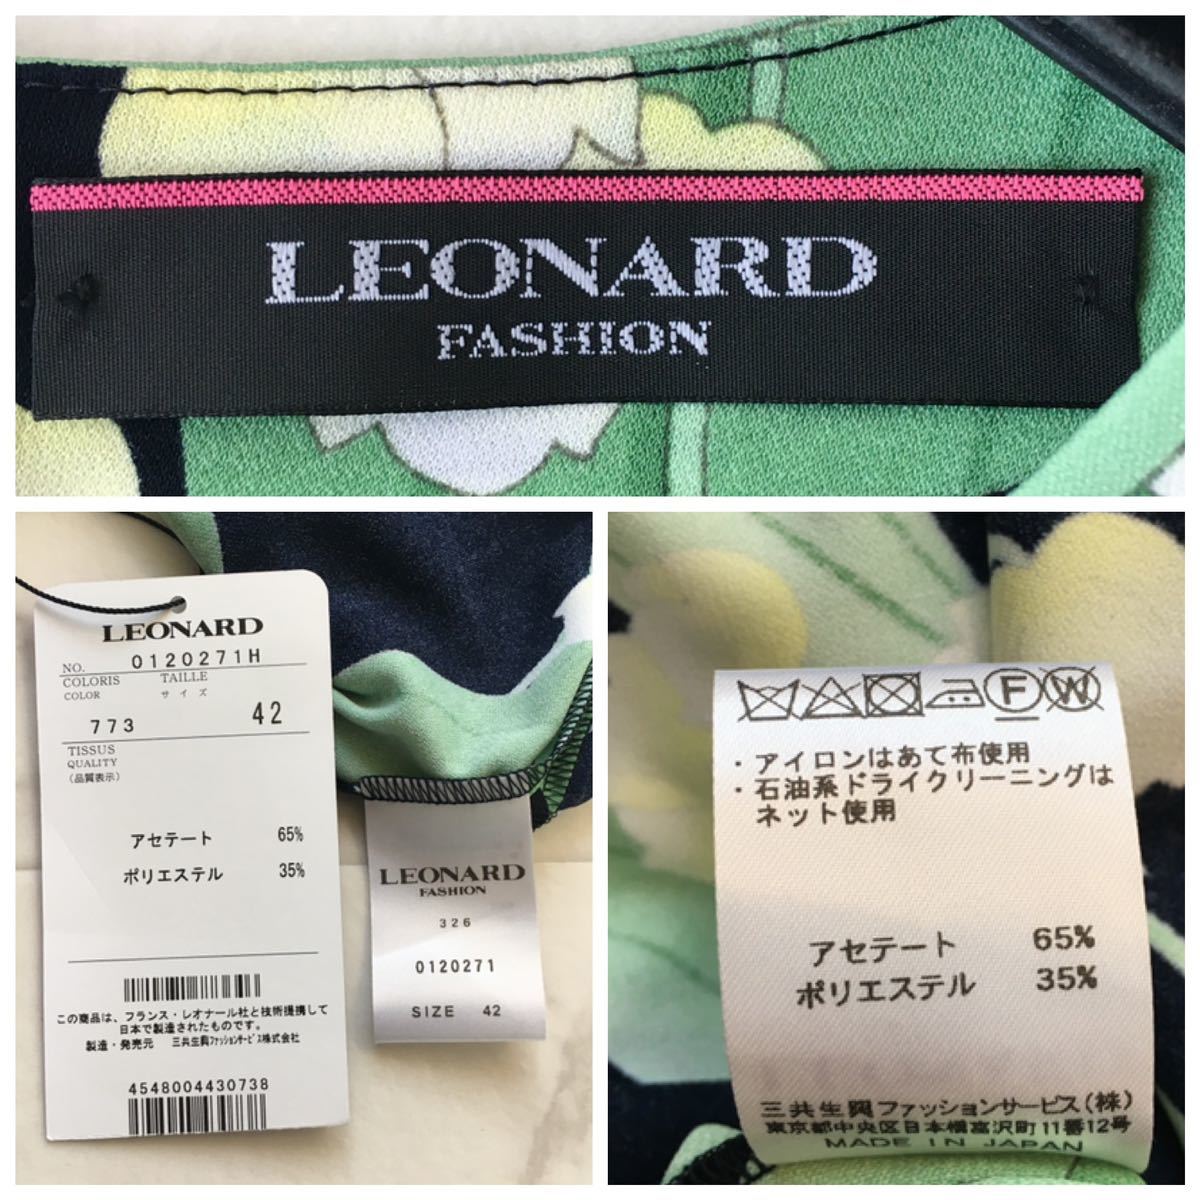 LEONARD
FASHION
LEONARD
NO. 0120271H
COLORIS TAILLE
COLOR サイズ
773 42
TISSUS
QUALITY
(品質表示)
アセテート 65%
ポリエステル 35%
この商品は、フランス・レオナール社と技術提携して
日本で製造されたものです。
製造・発売元 三共生興ファッションサービス株式会社
4548004430738
LEONARD
FASHION
326
0120271
SIZE 42
F W
・アイロンはあて布使用
・石油系ドライクリーニングは
ネット使用
アセテート 65%
ポリエステル 35%
三共生興ファッションサービス(株)
東京都中央区日本橋富沢町11番12号
MADE IN JAPAN